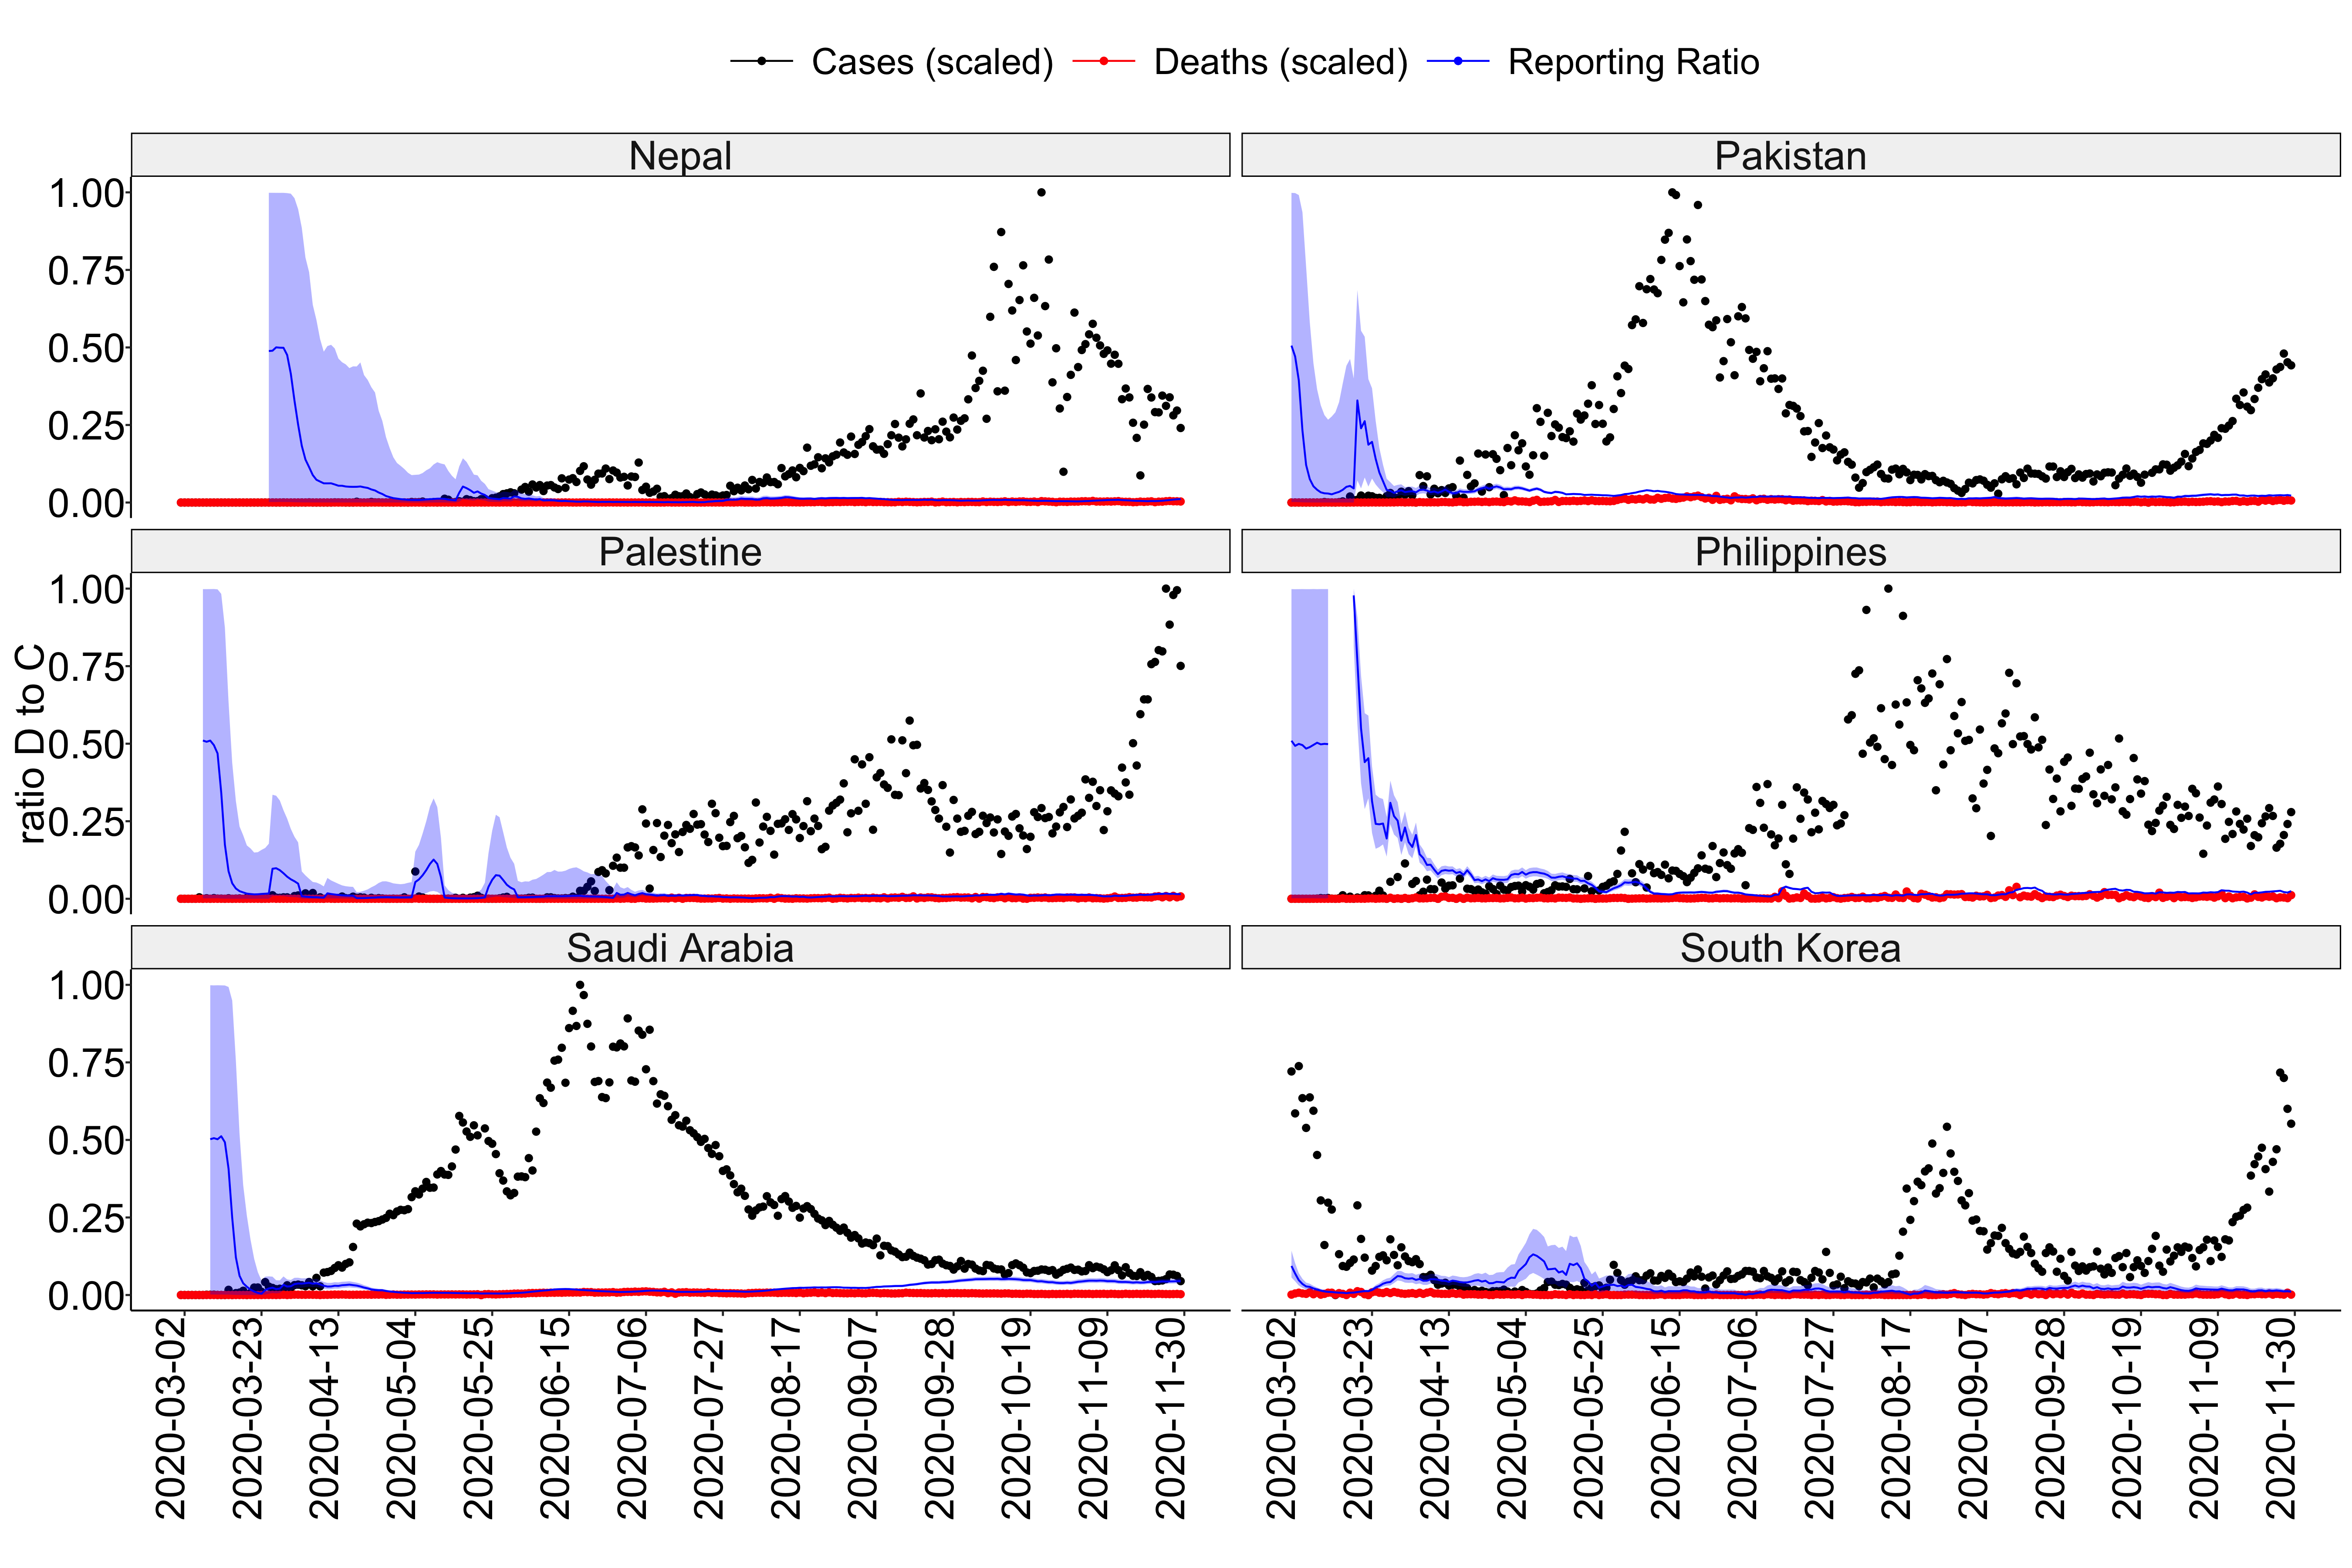 Cases (scaled) Deaths (scaled) Reporting Ratio
Nepal Pakistan
1.00
0.75
0.50
0.25
0.00
Palestine Philippines
ratio D to C
1.00
0.75
0.50
0.25
0.00
Saudi Arabia South Korea
1.00
0.75
0.50
0.25
0.00
2020-03-02 2020-03-23 2020-04-13 2020-05-04 2020-05-25 2020-06-15 2020-07-06 2020-07-27 2020-08-17 2020-09-07 2020-09-28 2020-10-19 2020-11-09 2020-11-30 2020-03-02 2020-03-23 2020-04-13 2020-05-04 2020-05-25 2020-06-15 2020-07-06 2020-07-27 2020-08-17 2020-09-07 2020-09-28 2020-10-19 2020-11-09 2020-11-30